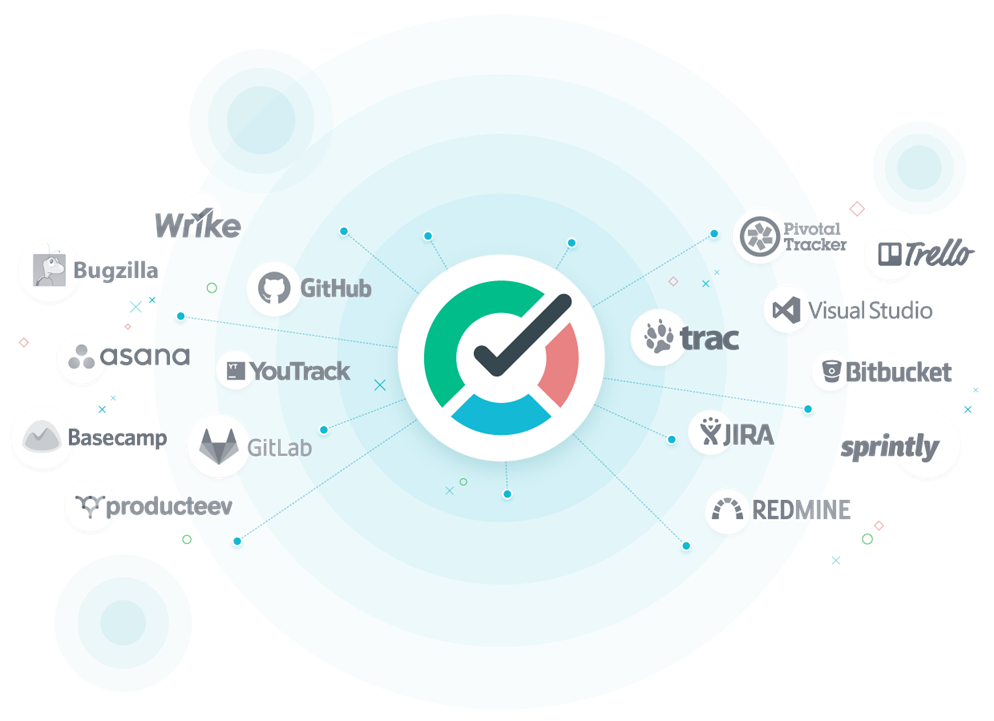 Wrike
Bugzilla
GitHub
asana
YouTrack
Basecamp
GitLab
producteev
Pivotal
Tracker
Trello
Visual Studio
trac
Bitbucket
JIRA
sprintly
REDMINE